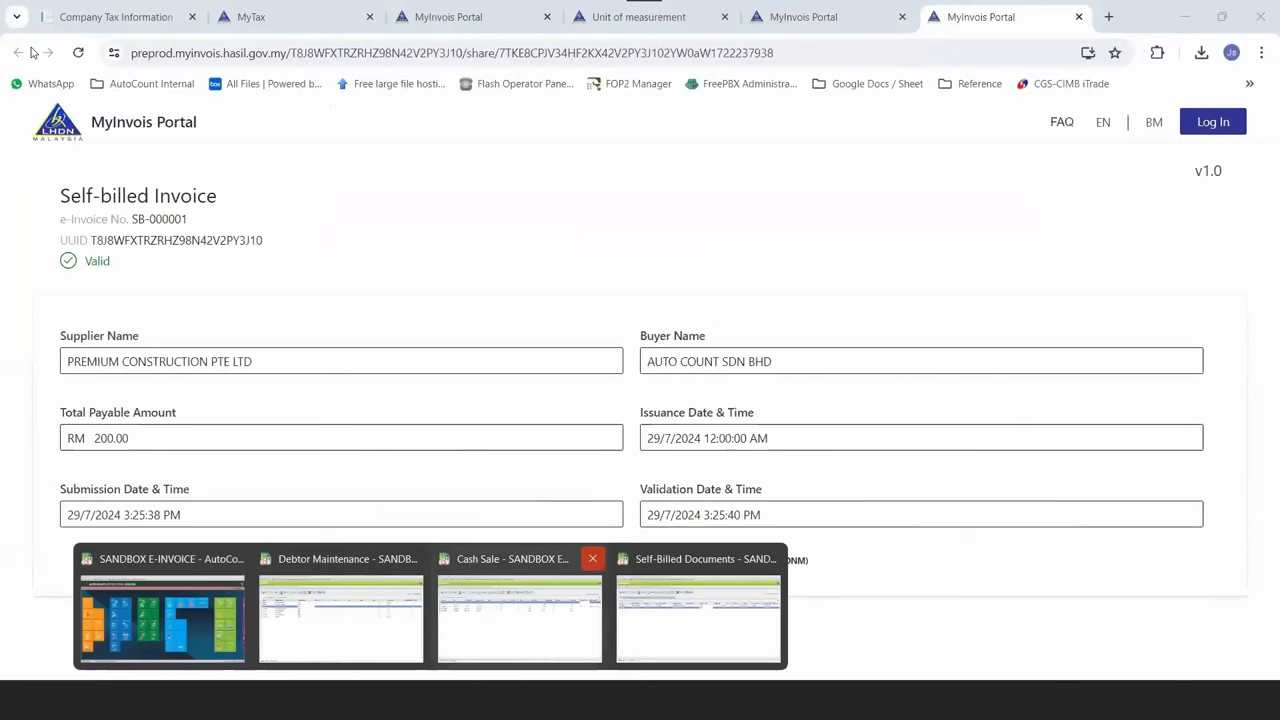 Company Tax Information
MyTax
MyInvois Portal
Unit of measurement
MyInvois Portal
MyInvois Portal
preprod.myinvois.hasil.gov.my/T8J8WFXTRZRHZ98N42V2PY3J10/share/7TKE8CPJV34HF2KX42V2PY3J102YW0aW1722237938
Js
WhatsApp
AutoCount Internal
box
All Files | Powered b...
Free large file hosti...
Flash Operator Pane...
FOP2 Manager
FreePBX Administra...
Google Docs / Sheet
Reference
CGS-CIMB iTrade
LHDN
MALAYSIA
MyInvois Portal
FAQ
EN | BM
Log In
v1.0
Self-billed Invoice
e-Invoice No. SB-000001
UUID T8J8WFXTRZRHZ98N42V2PY3J10
Valid
Supplier Name
Buyer Name
PREMIUM CONSTRUCTION PTE LTD
AUTO COUNT SDN BHD
Total Payable Amount
Issuance Date & Time
RM 200.00
29/7/2024 12:00:00 AM
Submission Date & Time
Validation Date & Time
29/7/2024 3:25:38 PM
29/7/2024 3:25:40 PM
SANDBOX E-INVOICE - AutoCo...
Debtor Maintenance - SANDB...
Cash Sale - SANDBOX E...
Self-Billed Documents - SAND...
DNM)